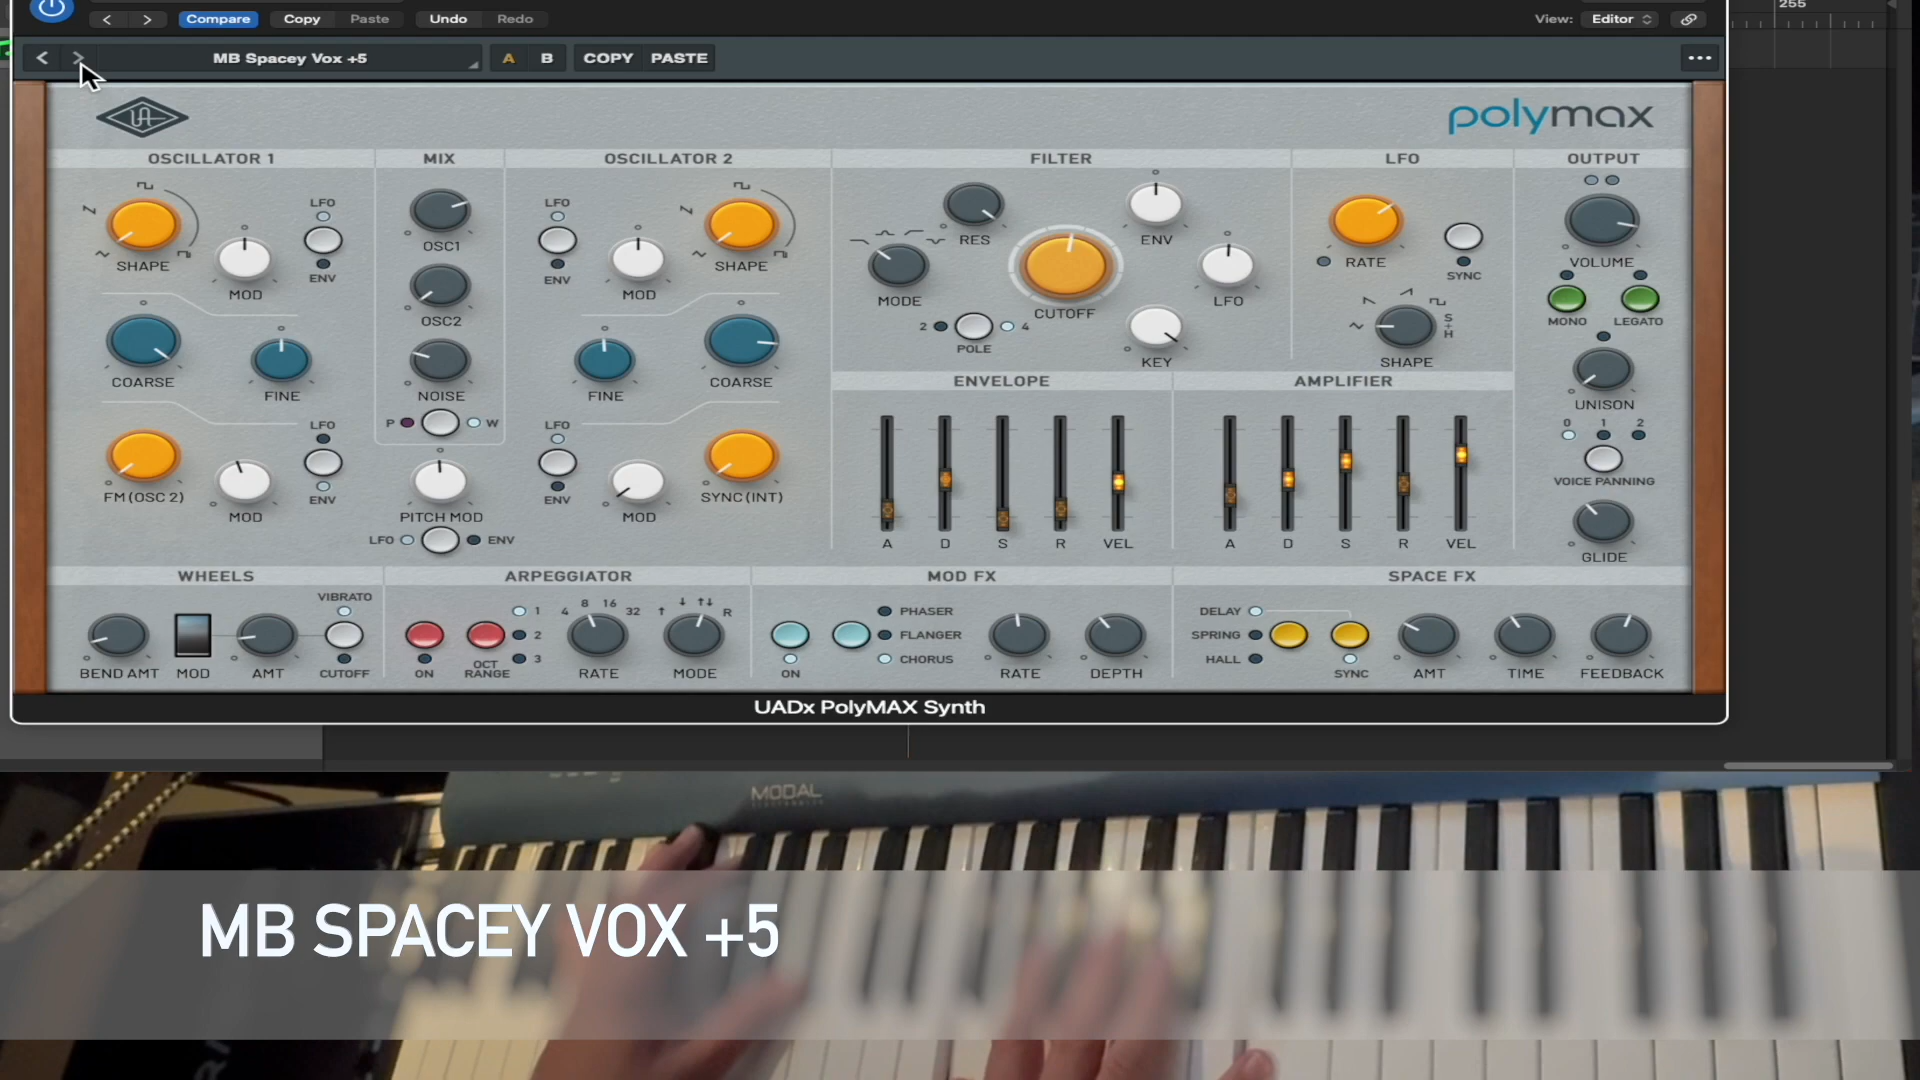 255
Compare Copy Paste Undo Redo View: Editor
MB Spacey Vox +5 A B COPY PASTE
UA polymax
OSCILLATOR 1 MIX OSCILLATOR 2 FILTER LFO OUTPUT
LFO LFO
OSC1 RES ENV
SHAPE ENV ENV SHAPE RATE VOLUME
MOD MOD MODE LFO SYNC
OSC2 CUTOFF MONO LEGATO
2 4 S+H
POLE KEY SHAPE
COARSE FINE NOISE FINE COARSE ENVELOPE AMPLIFIER UNISON
LFO P W LFO 0 1 2
FM (OSC 2) ENV ENV SYNC (INT) VOICE PANNING
MOD PITCH MOD MOD
LFO ENV A D S R VEL A D S R VEL GLIDE
WHEELS ARPEGGIATOR MOD FX SPACE FX
VIBRATO 1 4 8 16 32 R PHASER DELAY
2 FLANGER SPRING
3 CHORUS HALL
BEND AMT MOD AMT CUTOFF ON OCT RANGE RATE MODE ON RATE DEPTH SYNC AMT TIME FEEDBACK
UADx PolyMAX Synth
MODAL
MB SPACEY VOX +5